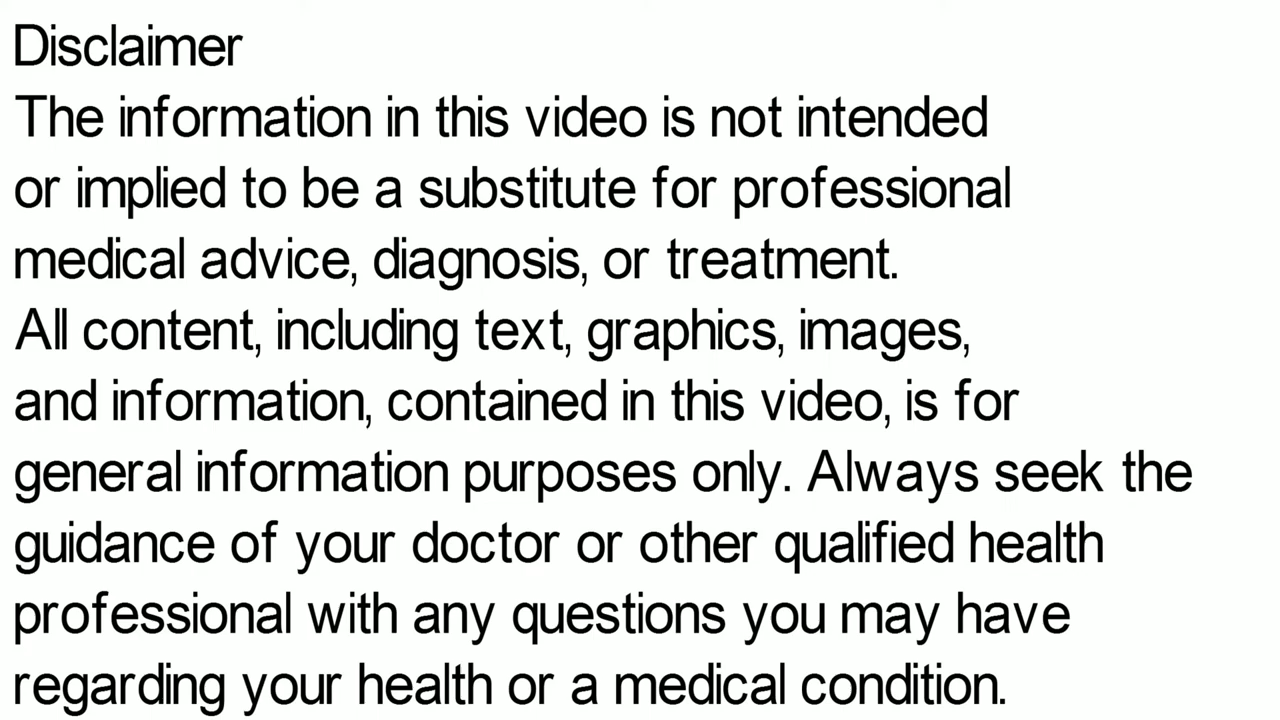 Disclaimer
The information in this video is not intended
or implied to be a substitute for professional
medical advice, diagnosis, or treatment.
All content, including text, graphics, images,
and information, contained in this video, is for
general information purposes only. Always seek the
guidance of your doctor or other qualified health
professional with any questions you may have
regarding your health or a medical condition.